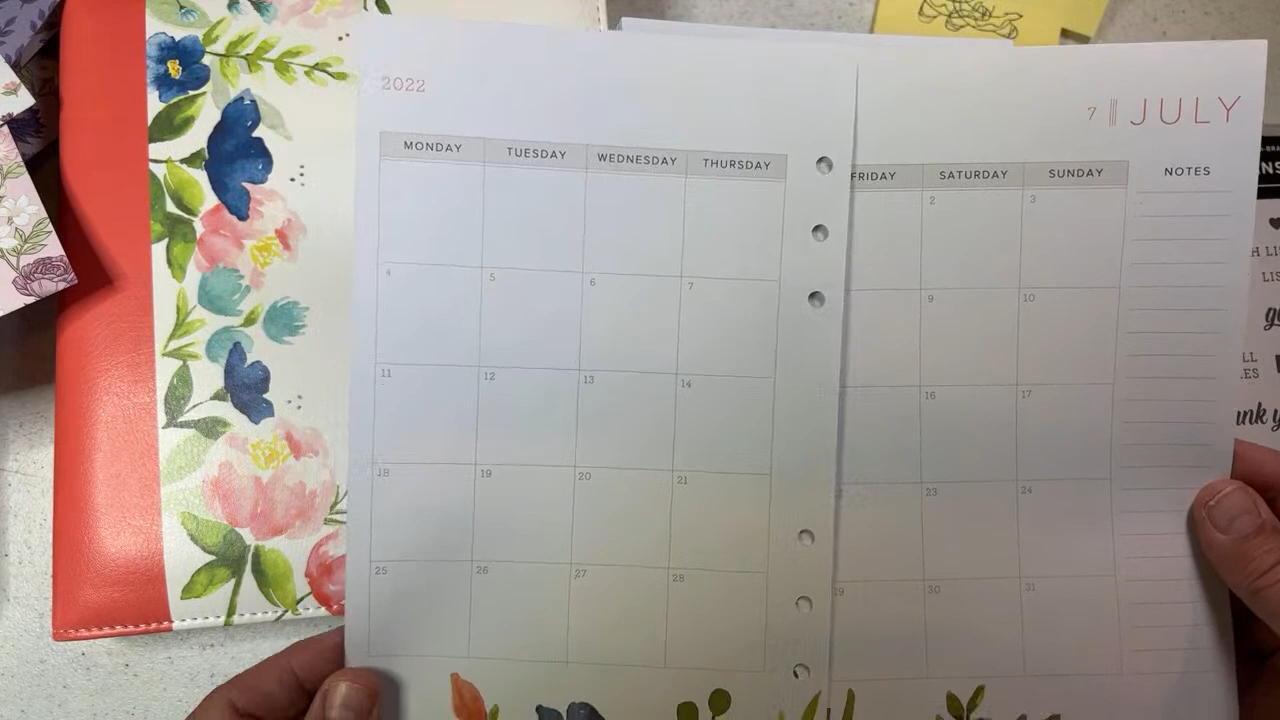 2022
7 JULY
MONDAY TUESDAY WEDNESDAY THURSDAY FRIDAY SATURDAY SUNDAY NOTES
2 3
4 5 6 7 9 10
11 12 13 14 16 17
18 19 20 21 23 24
25 26 27 28 29 30 31